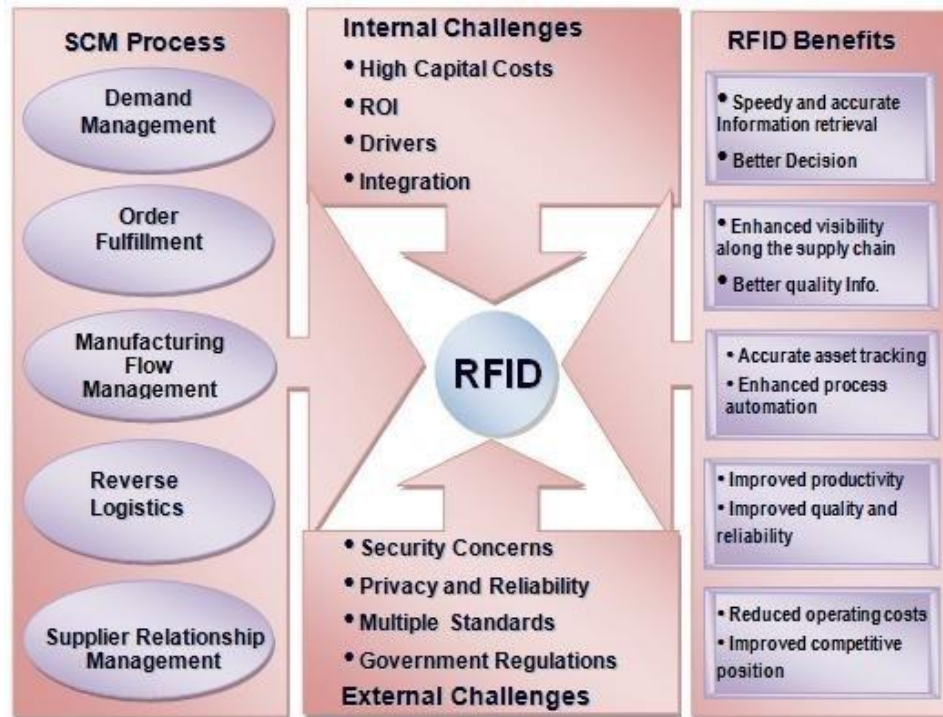 SCM Process
Demand
Management
Order
Fulfillment
Manufacturing
Flow
Management
Reverse
Logistics
Supplier Relationship
Management
Internal Challenges
• High Capital Costs
• ROI
• Drivers
• Integration
RFID
• Security Concerns
• Privacy and Reliability
• Multiple Standards
• Government Regulations
External Challenges
RFID Benefits
• Speedy and accurate
Information retrieval
• Better Decision
• Enhanced visibility
along the supply chain
• Better quality Info.
• Accurate asset tracking
• Enhanced process
automation
• Improved productivity
• Improved quality and
reliability
• Reduced operating costs
• Improved competitive
position